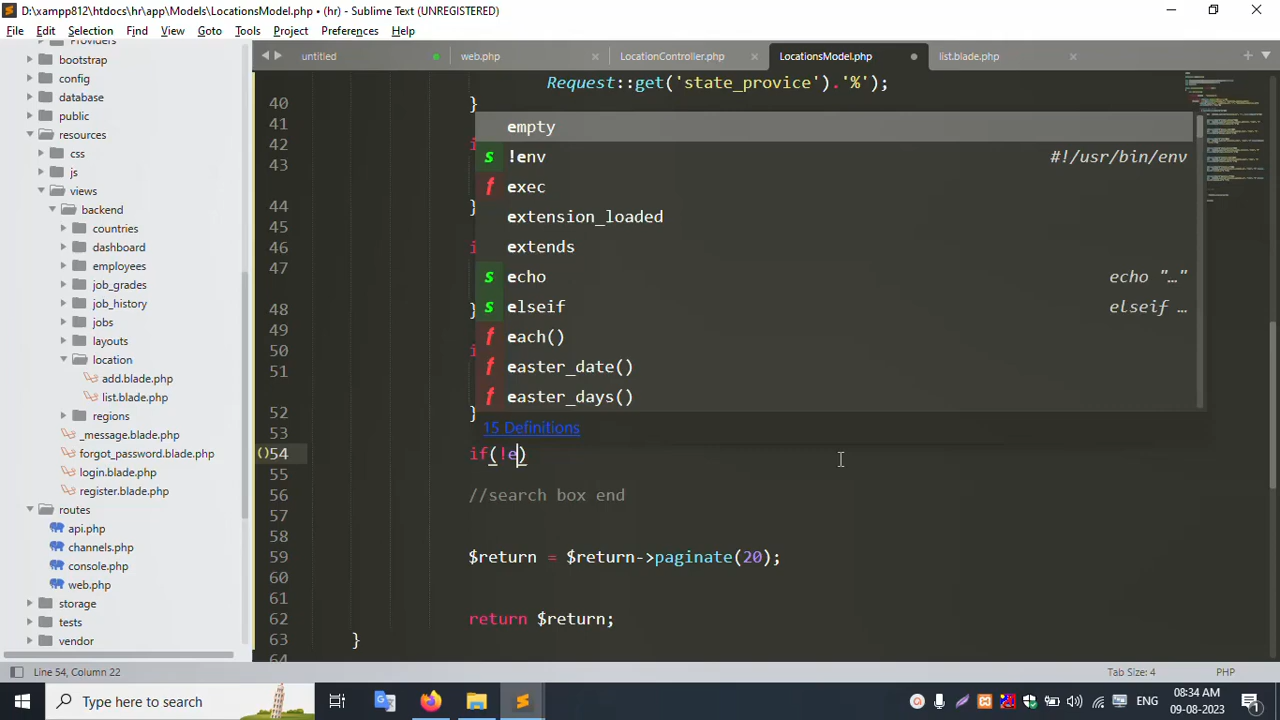 D:\xampp812\htdocs\hr\app\Models\LocationsModel.php • (hr) - Sublime Text (UNREGISTERED)
File Edit Selection Find View Goto Tools Project Preferences Help
untitled web.php LocationController.php LocationsModel.php list.blade.php
Providers
bootstrap
config
database
public
resources
css
js
views
backend
countries
dashboard
employees
job_grades
job_history
jobs
layouts
location
add.blade.php
list.blade.php
regions
_message.blade.php
forgot_password.blade.php
login.blade.php
register.blade.php
routes
api.php
channels.php
console.php
web.php
storage
tests
vendor
Request::get('state_provice').'%');
40 }
41
42 i
43
44 }
45
46 i
47
48 }
49
50 i
51
52 }
53
54 if(!e)
55
56 //search box end
57
58
59 $return = $return->paginate(20);
60
61
62 return $return;
63 }
64
empty
s !env #!/usr/bin/env
f exec
extension_loaded
extends
s echo echo "…"
s elseif elseif …
f each()
f easter_date()
f easter_days()
15 Definitions
Line 54, Column 22 Tab Size: 4 PHP
Type here to search
ENG
08:34 AM
09-08-2023
1